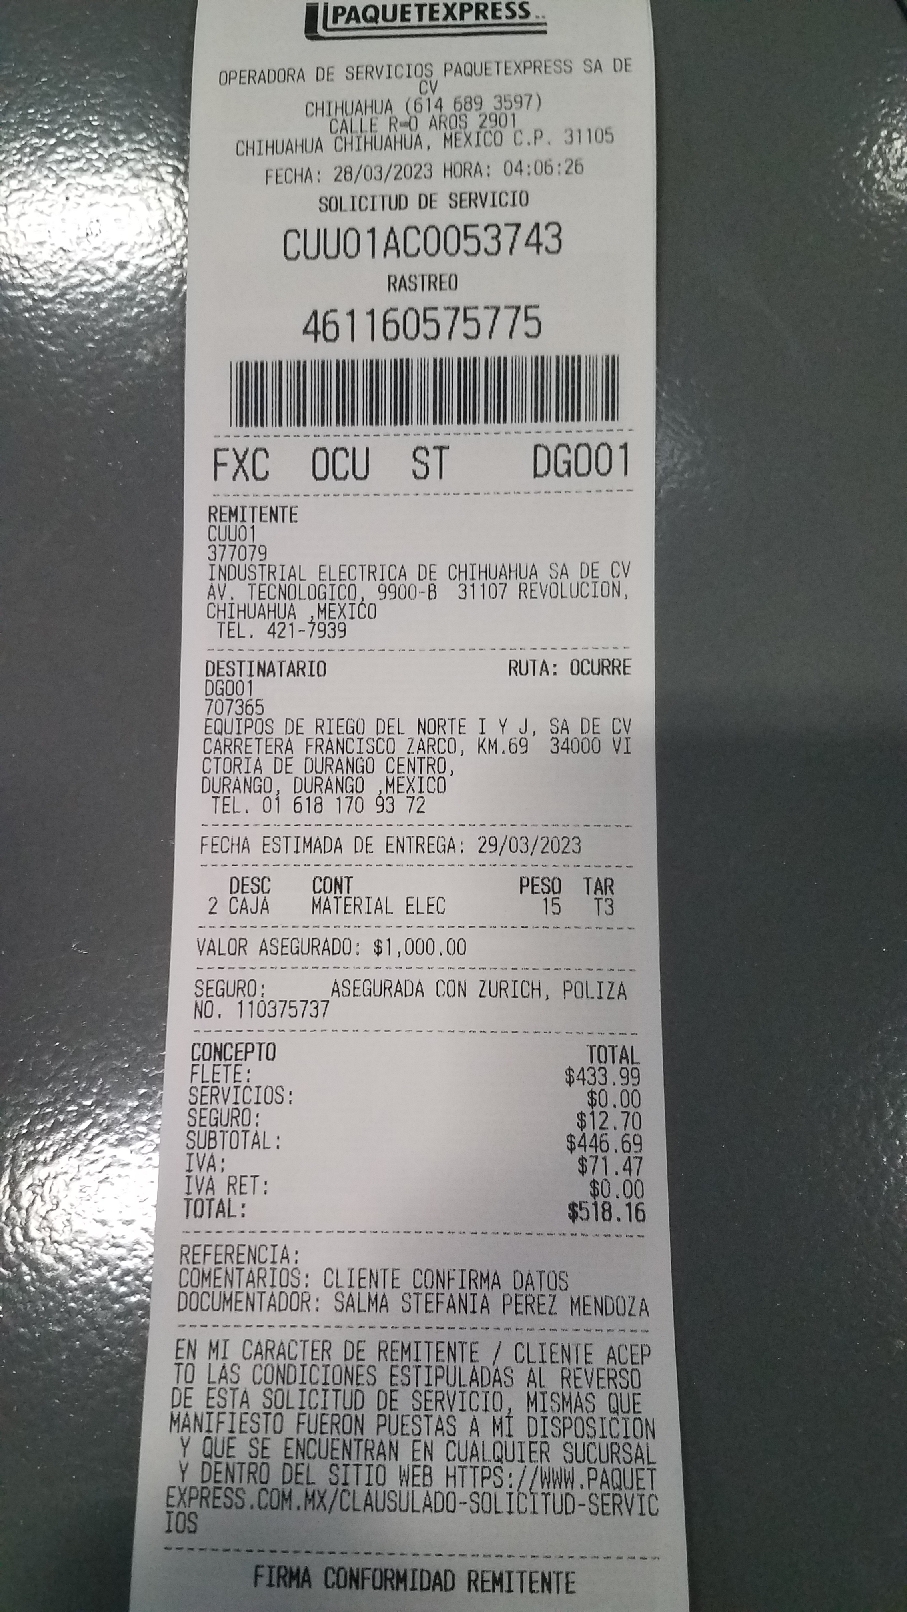 PAQUETEXPRESS
OPERADORA DE SERVICIOS PAQUETEXPRESS SA DE
CV
CHIHUAHUA (614 689 3597)
CALLE R=O AROS 2901
CHIHUAHUA CHIHUAHUA, MEXICO C.P. 31105
FECHA: 28/03/2023 HORA: 04:06:26
SOLICITUD DE SERVICIO
CUU01AC0053743
RASTREO
461160575775
FXC OCU ST DGO01
REMITENTE
CUU01
377079
INDUSTRIAL ELECTRICA DE CHIHUAHUA SA DE CV
AV. TECNOLOGICO, 9900-B 31107 REVOLUCION,
CHIHUAHUA ,MEXICO
TEL. 421-7939
DESTINATARIO RUTA: OCURRE
DGO01
707365
EQUIPOS DE RIEGO DEL NORTE I Y J, SA DE CV
CARRETERA FRANCISCO ZARCO, KM.69 34000 VI
CTORIA DE DURANGO CENTRO,
DURANGO, DURANGO ,MEXICO
TEL. 01 618 170 93 72
FECHA ESTIMADA DE ENTREGA: 29/03/2023
DESC CONT PESO TAR
2 CAJA MATERIAL ELEC 15 T3
VALOR ASEGURADO: $1,000.00
SEGURO: ASEGURADA CON ZURICH, POLIZA
NO. 110375737
CONCEPTO TOTAL
FLETE: $433.99
SERVICIOS: $0.00
SEGURO: $12.70
SUBTOTAL: $446.69
IVA: $71.47
IVA RET: $0.00
TOTAL: $518.16
REFERENCIA:
COMENTARIOS: CLIENTE CONFIRMA DATOS
DOCUMENTADOR: SALMA STEFANIA PEREZ MENDOZA
EN MI CARACTER DE REMITENTE / CLIENTE ACEP
TO LAS CONDICIONES ESTIPULADAS AL REVERSO
DE ESTA SOLICITUD DE SERVICIO, MISMAS QUE
MANIFIESTO FUERON PUESTAS A MI DISPOSICION
Y QUE SE ENCUENTRAN EN CUALQUIER SUCURSAL
Y DENTRO DEL SITIO WEB HTTPS://WWW.PAQUET
EXPRESS.COM.MX/CLAUSULADO-SOLICITUD-SERVIC
IOS
FIRMA CONFORMIDAD REMITENTE